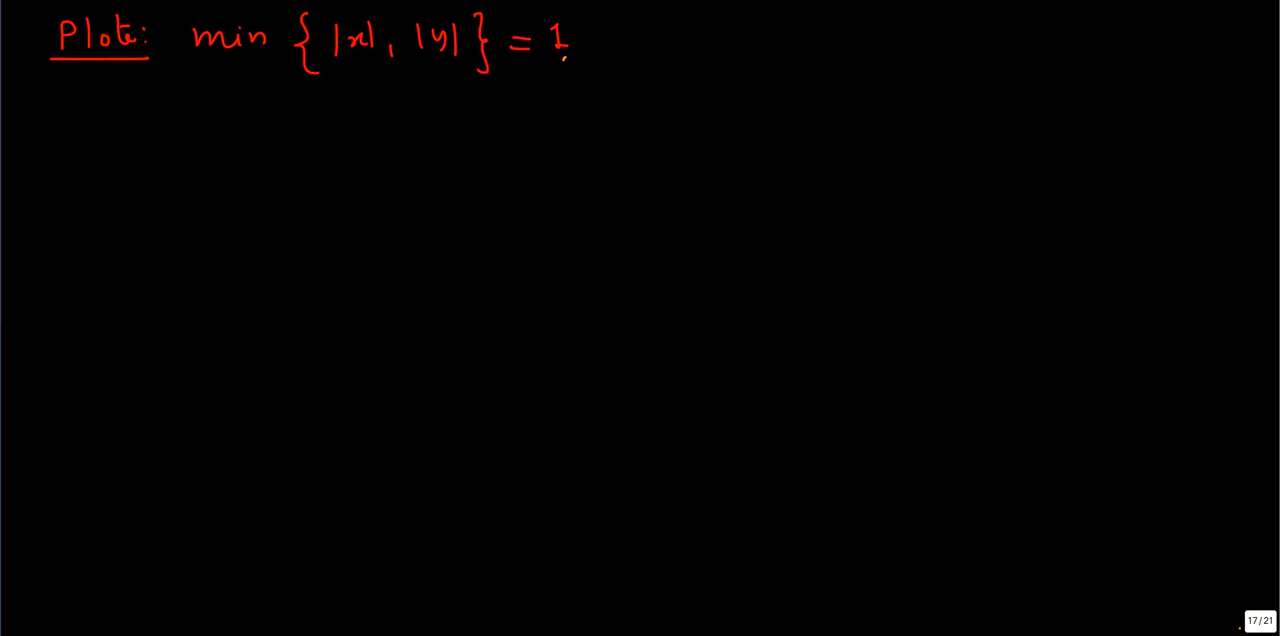 Plot: min { |x|, |y| } = 1
17/21